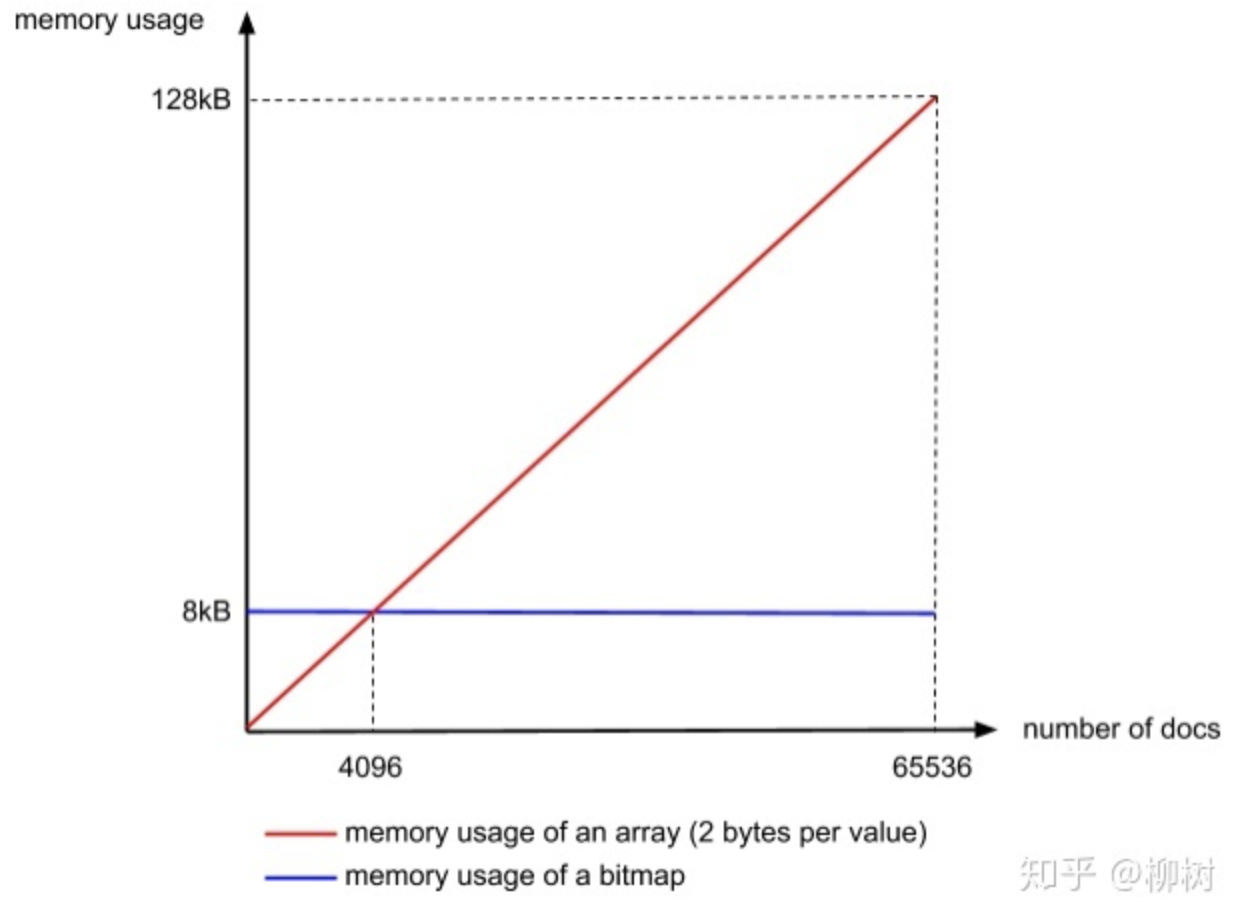 memory usage
128kB
8kB
number of docs
4096
65536
memory usage of an array (2 bytes per value)
memory usage of a bitmap
知乎 @柳树